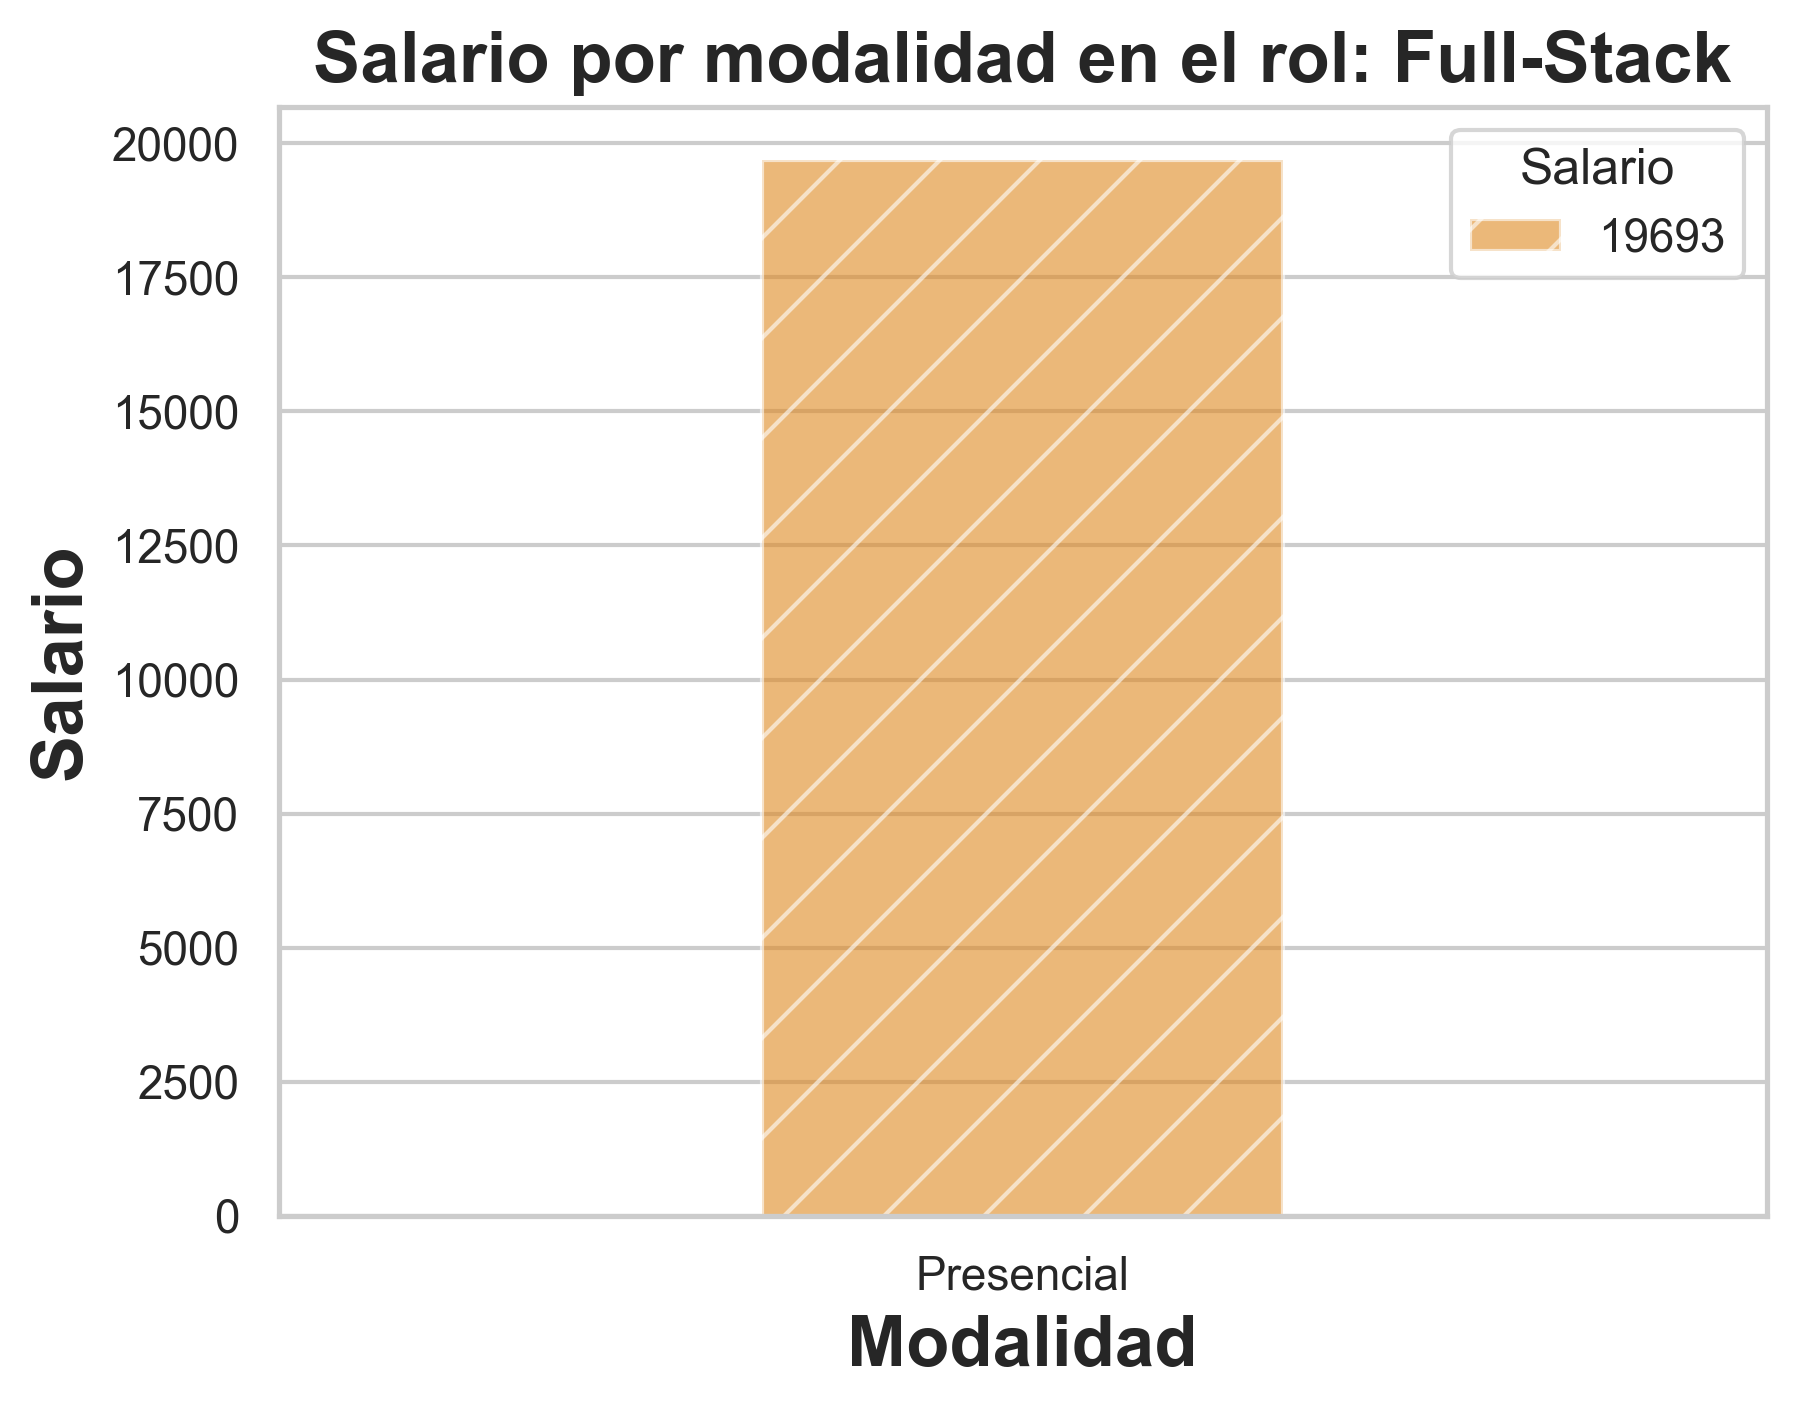 Salario por modalidad en el rol: Full-Stack
Salario
19693
20000
17500
15000
12500
10000
7500
5000
2500
0
Salario
Presencial
Modalidad